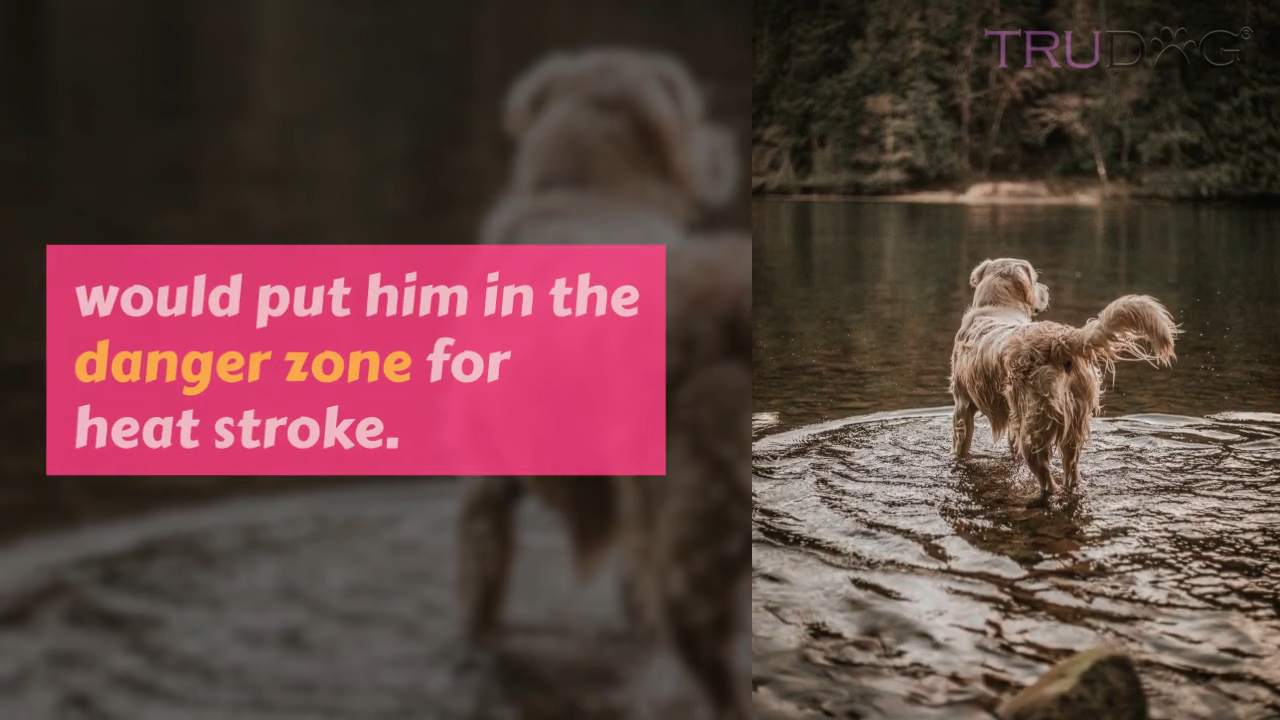 would put him in the
danger zone for
heat stroke.
TRUDOG